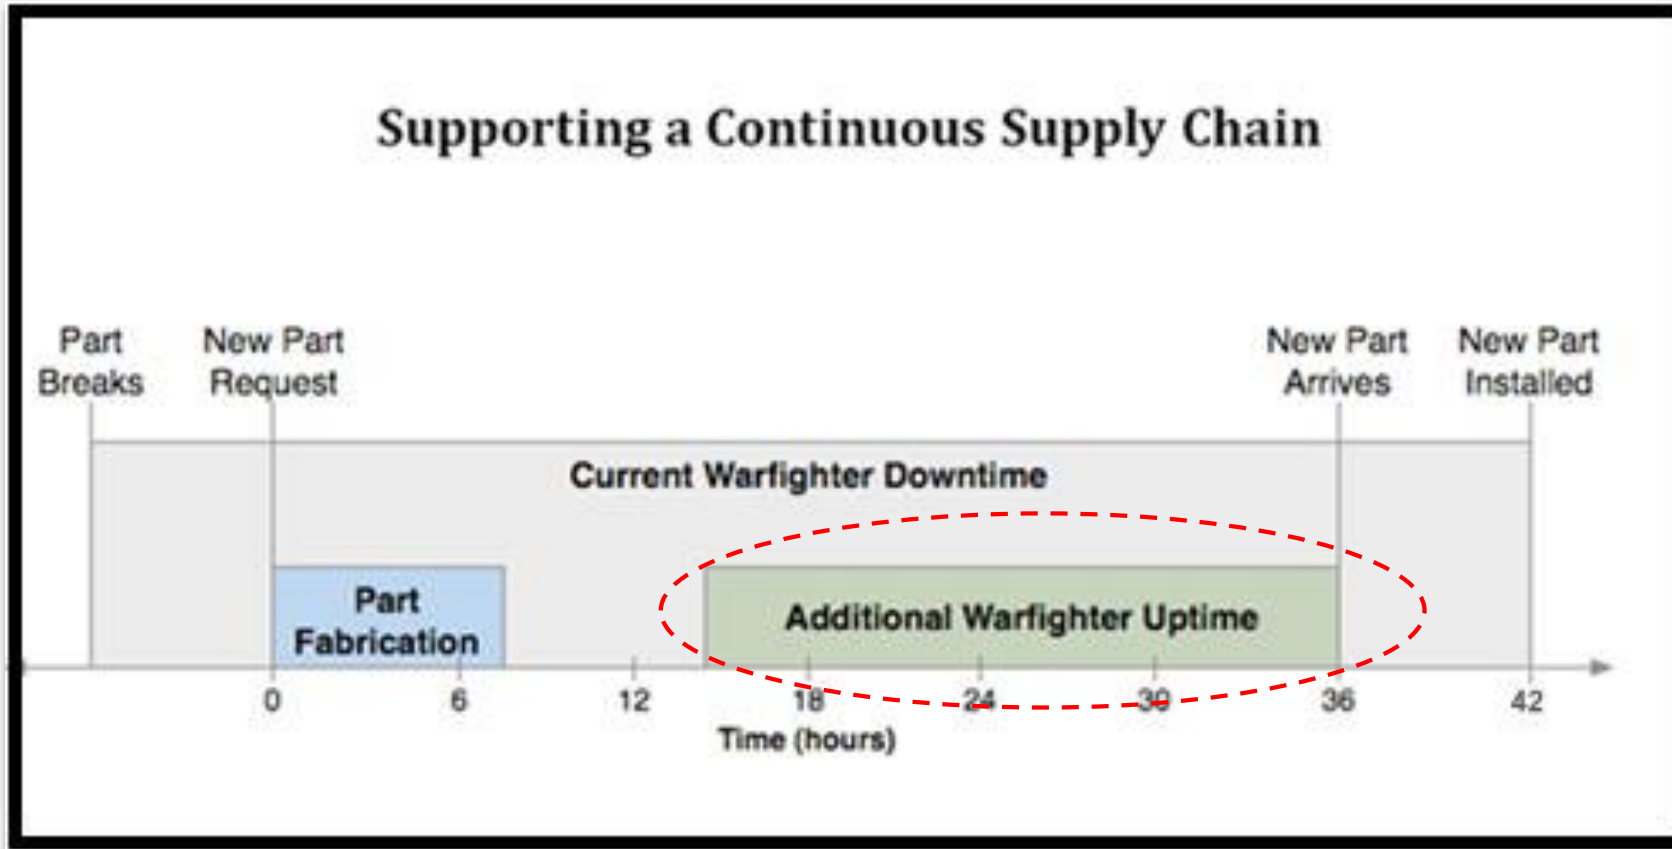 Supporting a Continuous Supply Chain
Part
Breaks
New Part
Request
New Part
Arrives
New Part
Installed
Current Warfighter Downtime
Part
Fabrication
Additional Warfighter Uptime
0 6 12 18 24 30 36 42
Time (hours)